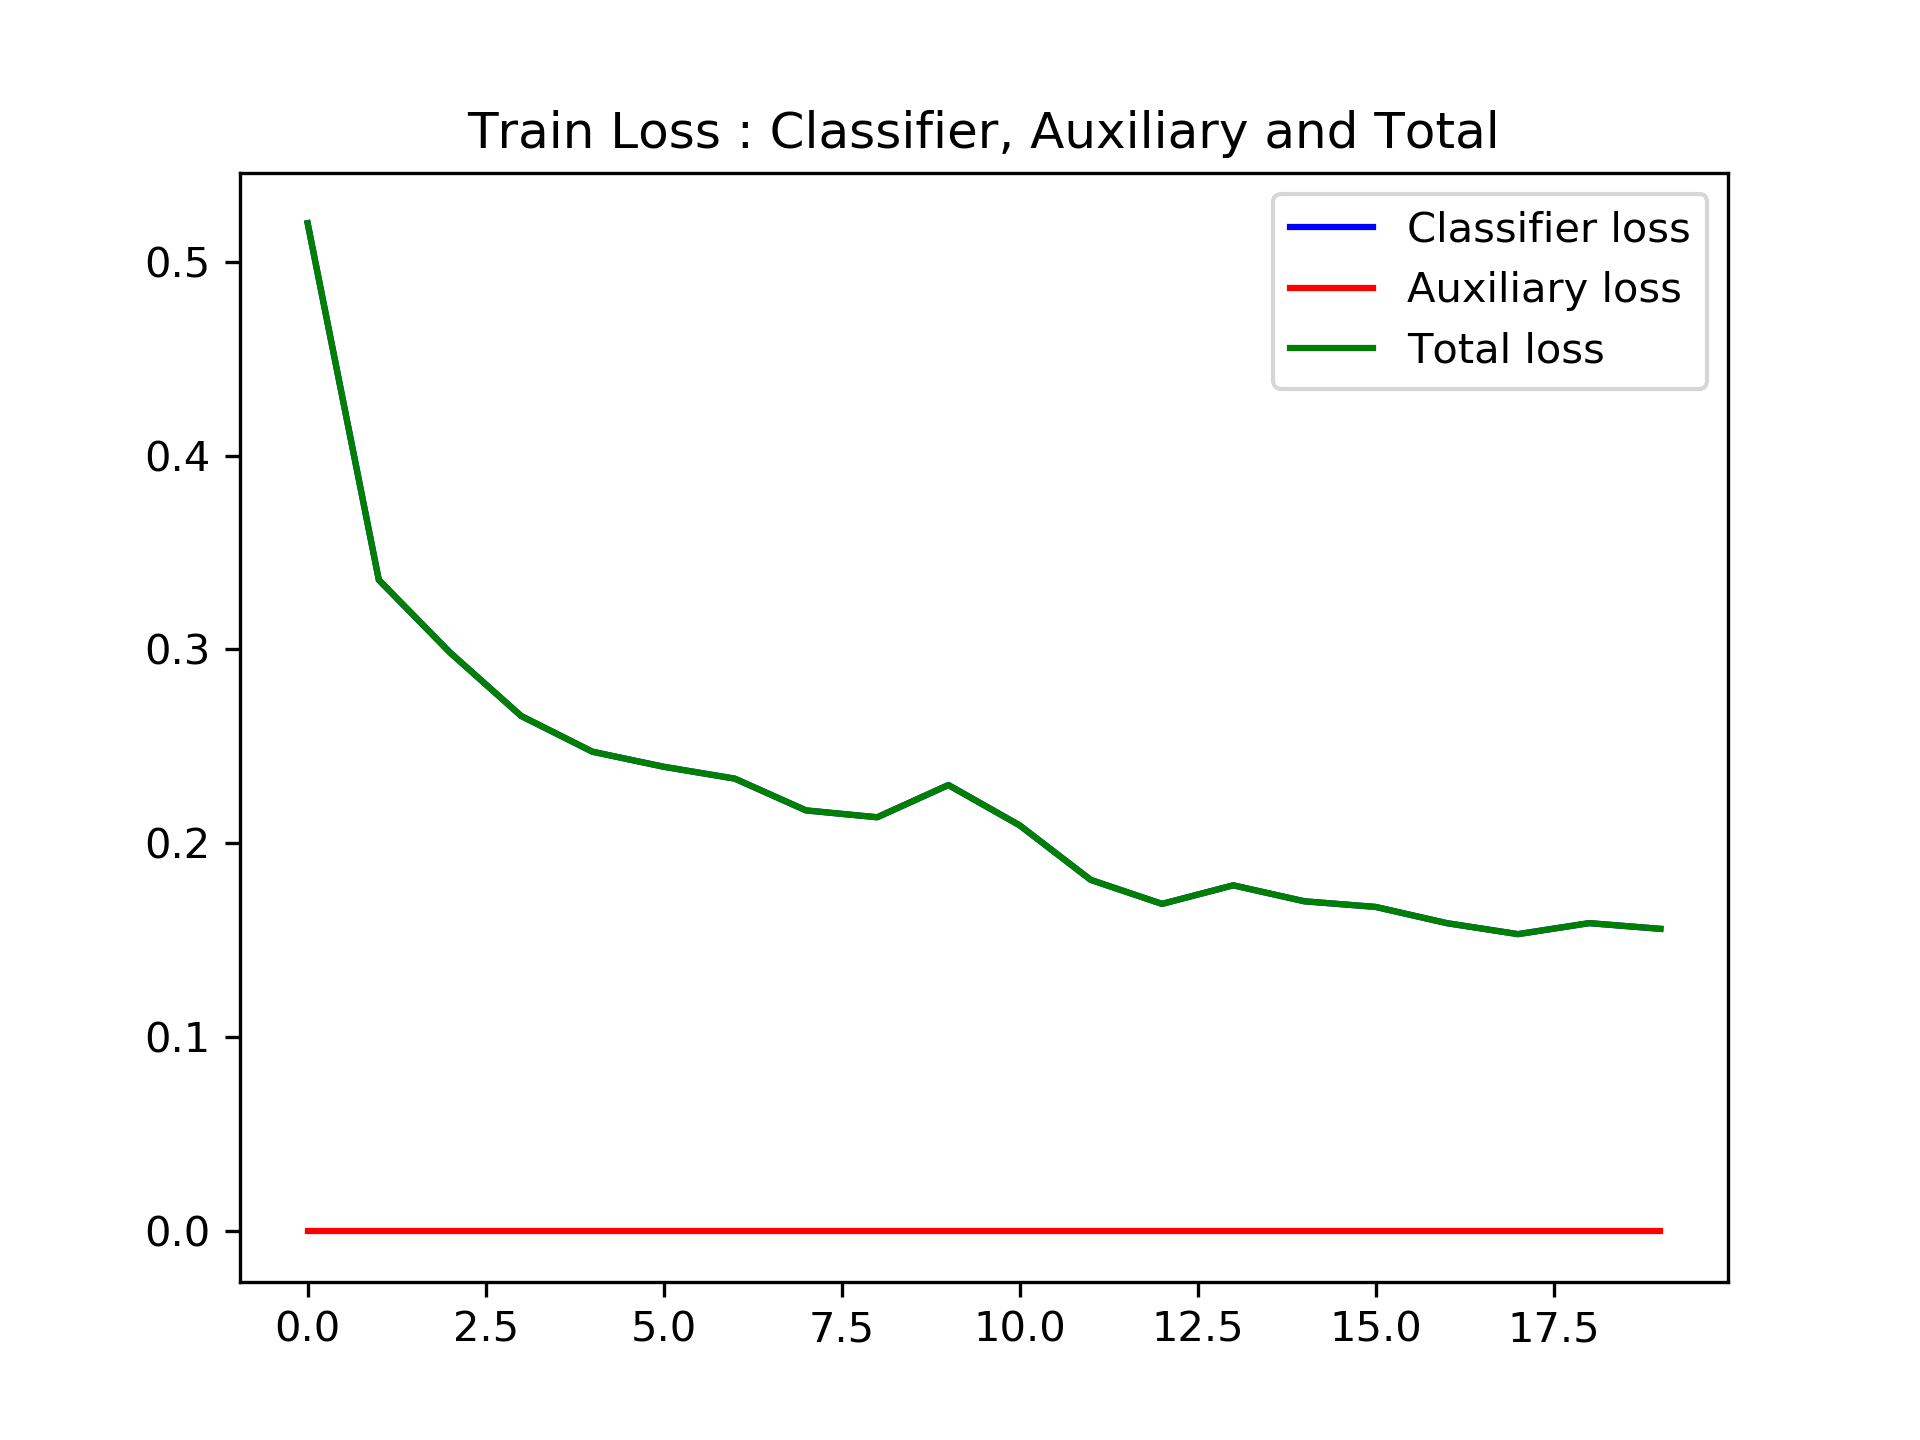 Train Loss : Classifier, Auxiliary and Total
Classifier loss
Auxiliary loss
Total loss
0.5
0.4
0.3
0.2
0.1
0.0
0.0 2.5 5.0 7.5 10.0 12.5 15.0 17.5